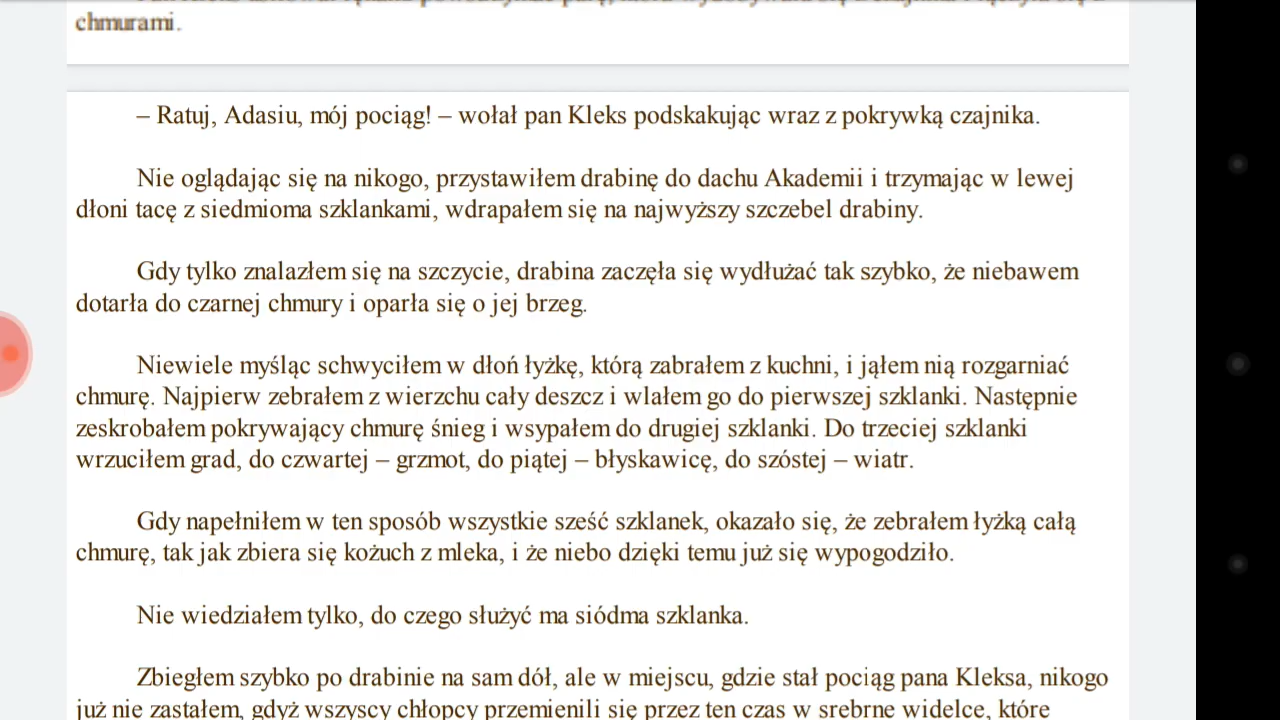 chmurami.
– Ratuj, Adasiu, mój pociąg! – wołał pan Kleks podskakując wraz z pokrywką czajnika.
Nie oglądając się na nikogo, przystawiłem drabinę do dachu Akademii i trzymając w lewej
dłoni tacę z siedmioma szklankami, wdrapałem się na najwyższy szczebel drabiny.
Gdy tylko znalazłem się na szczycie, drabina zaczęła się wydłużać tak szybko, że niebawem
dotarła do czarnej chmury i oparła się o jej brzeg.
Niewiele myśląc schwyciłem w dłoń łyżkę, którą zabrałem z kuchni, i jąłem nią rozgarniać
chmurę. Najpierw zebrałem z wierzchu cały deszcz i wlałem go do pierwszej szklanki. Następnie
zeskrobałem pokrywający chmurę śnieg i wsypałem do drugiej szklanki. Do trzeciej szklanki
wrzuciłem grad, do czwartej – grzmot, do piątej – błyskawicę, do szóstej – wiatr.
Gdy napełniłem w ten sposób wszystkie sześć szklanek, okazało się, że zebrałem łyżką całą
chmurę, tak jak zbiera się kożuch z mleka, i że niebo dzięki temu już się wypogodziło.
Nie wiedziałem tylko, do czego służyć ma siódma szklanka.
Zbiegłem szybko po drabinie na sam dół, ale w miejscu, gdzie stał pociąg pana Kleksa, nikogo
już nie zastałem, gdyż wszyscy chłopcy przemienili się przez ten czas w srebrne widelce, które